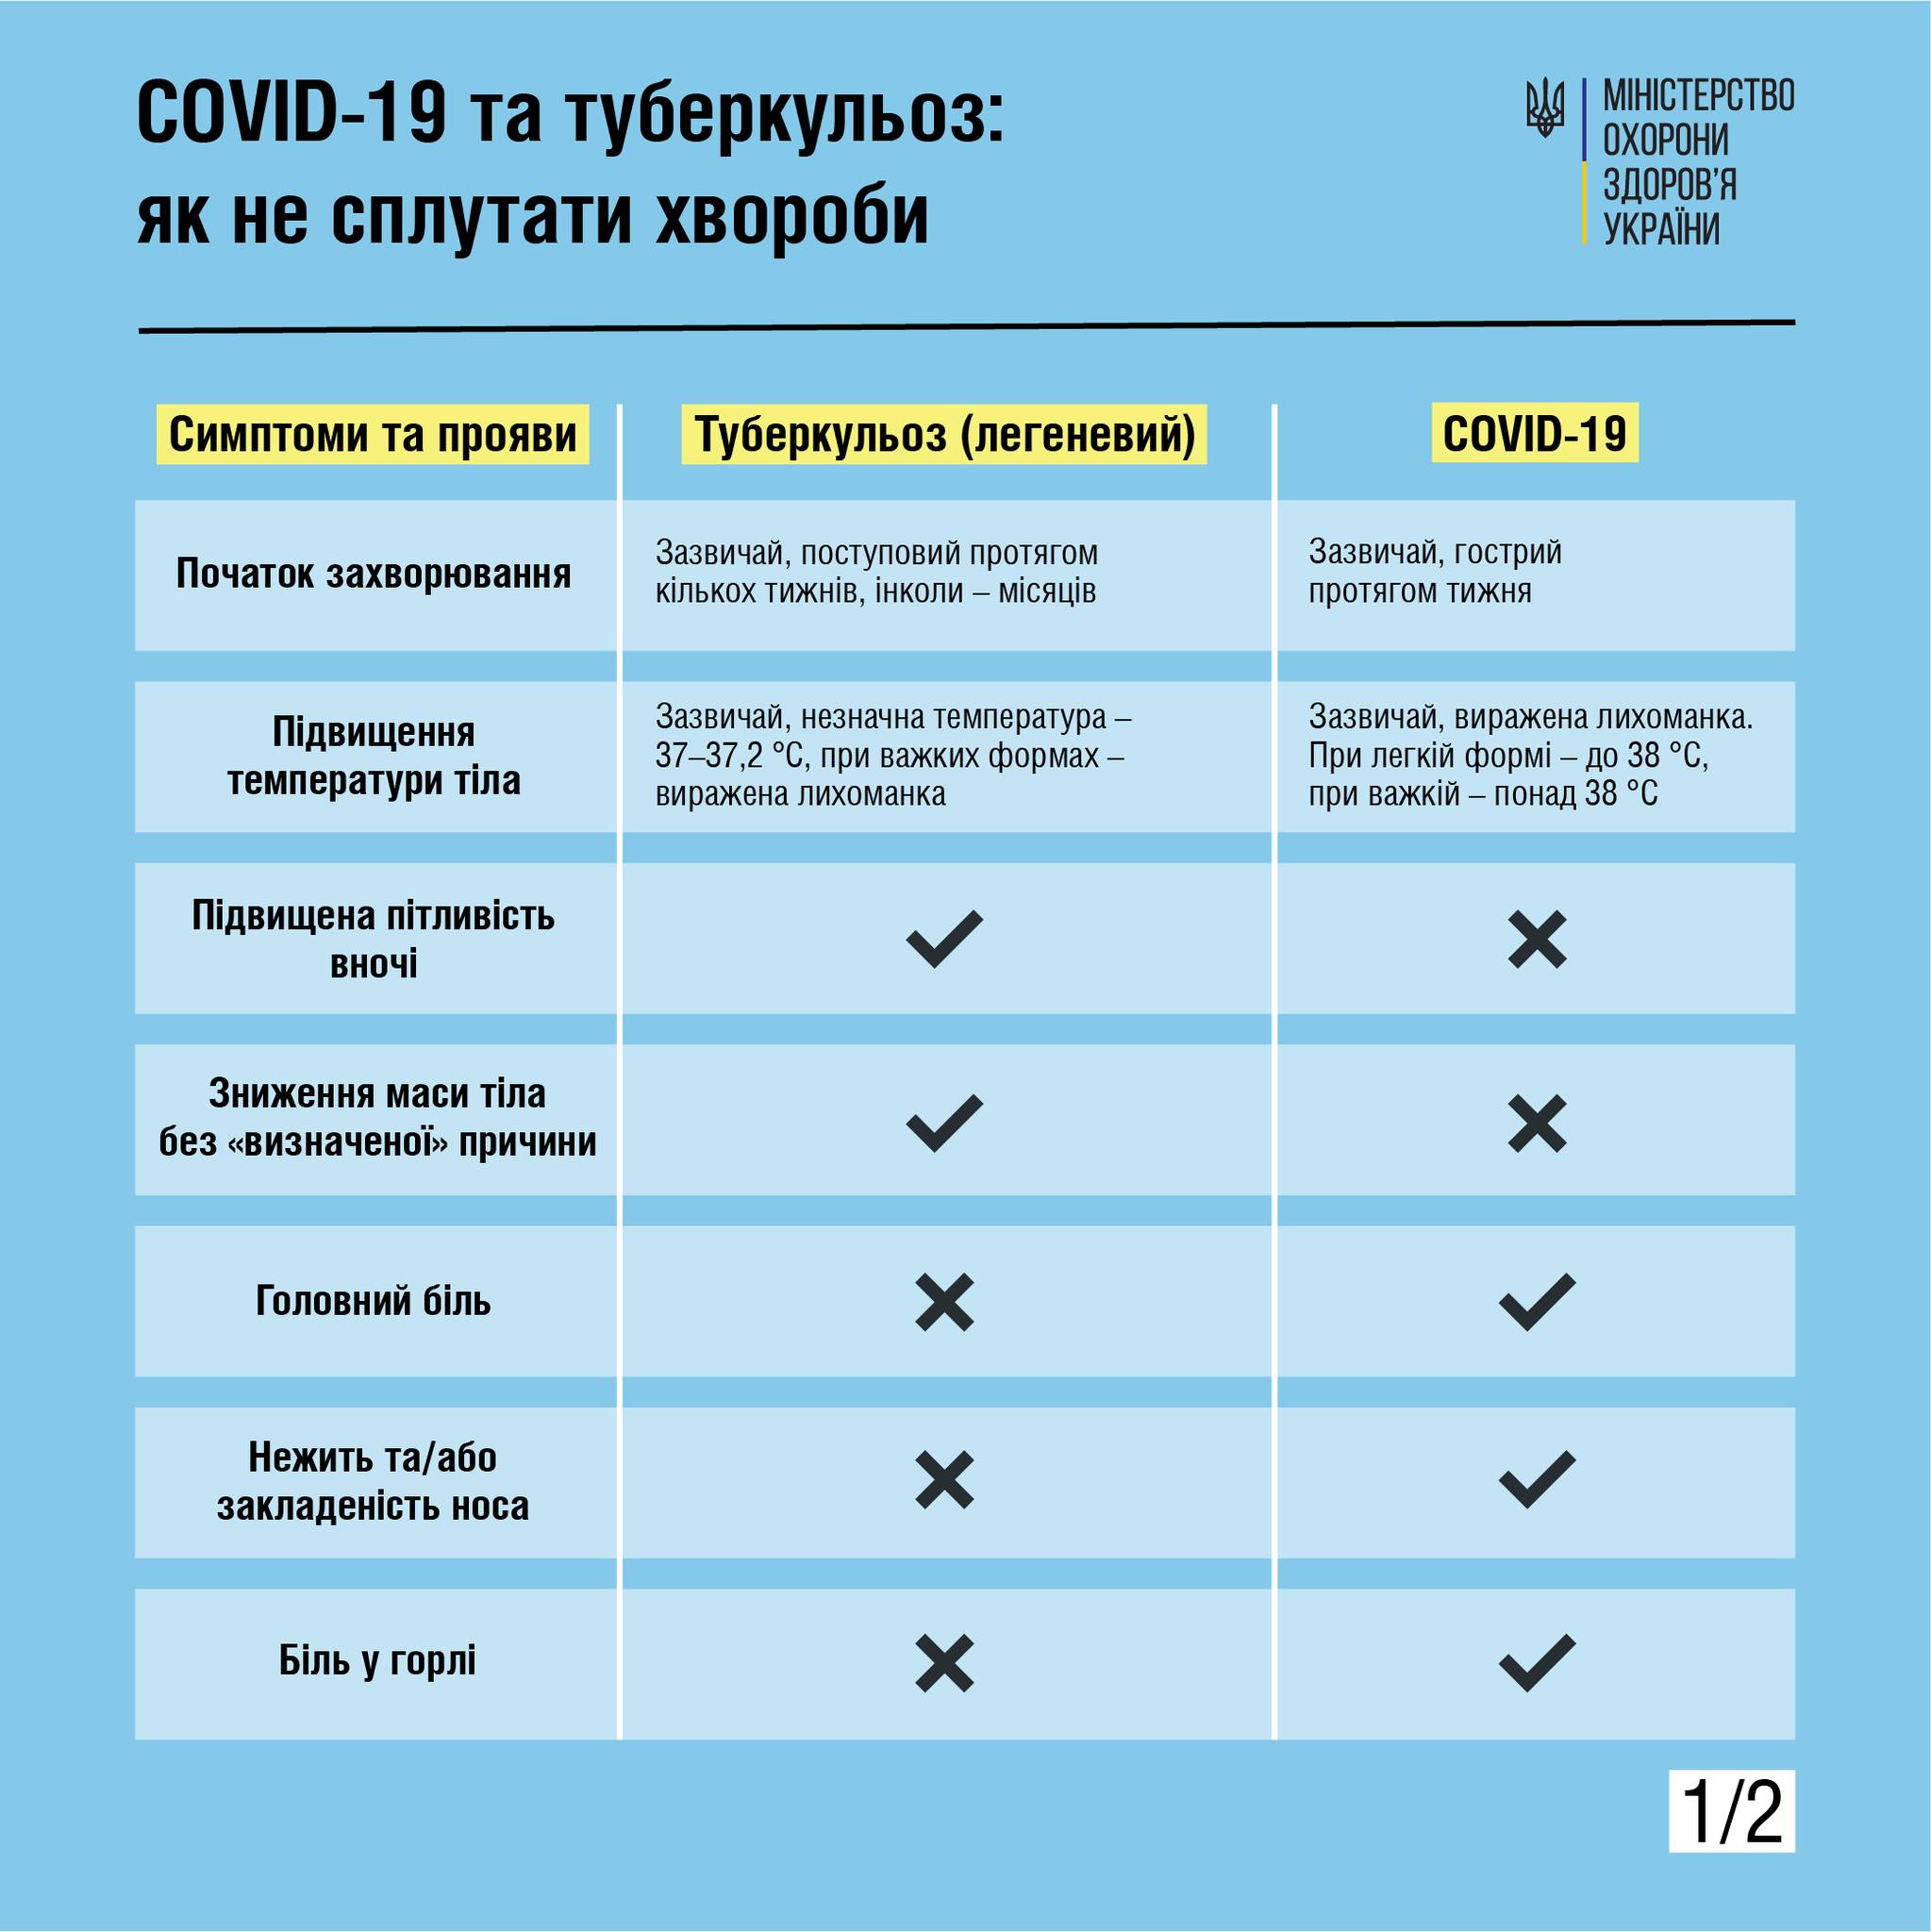 COVID-19 та туберкульоз:
як не сплутати хвороби
МІНІСТЕРСТВО
ОХОРОНИ
ЗДОРОВ'Я
УКРАЇНИ
Симптоми та прояви
Туберкульоз (легеневий)
COVID-19
Початок захворювання
Зазвичай, поступовий протягом
кількох тижнів, інколи – місяців
Зазвичай, гострий
протягом тижня
Підвищення
температури тіла
Зазвичай, незначна температура –
37–37,2 °C, при важких формах –
виражена лихоманка
Зазвичай, виражена лихоманка.
При легкій формі – до 38 °C,
при важкій – понад 38 °C
Підвищена пітливість
вночі
Зниження маси тіла
без «визначеної» причини
Головний біль
Нежить та/або
закладеність носа
Біль у горлі
1/2